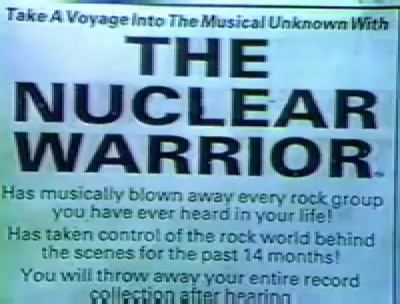 Take A Voyage Into The Musical Unknown With
THE
NUCLEAR
WARRIOR™
Has musically blown away every rock group
you have ever heard in your life!
Has taken control of the rock world behind
the scenes for the past 14 months!
You will throw away your entire record
collection after hearing